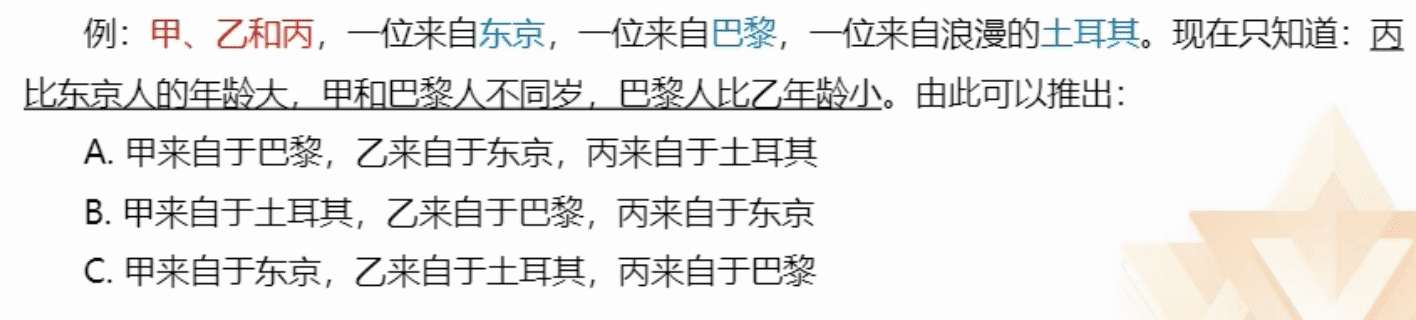 例：甲、乙和丙，一位来自东京，一位来自巴黎，一位来自浪漫的土耳其。现在只知道：丙
比东京人的年龄大，甲和巴黎人不同岁，巴黎人比乙年龄小。由此可以推出：
A. 甲来自于巴黎，乙来自于东京，丙来自于土耳其
B. 甲来自于土耳其，乙来自于巴黎，丙来自于东京
C. 甲来自于东京，乙来自于土耳其，丙来自于巴黎